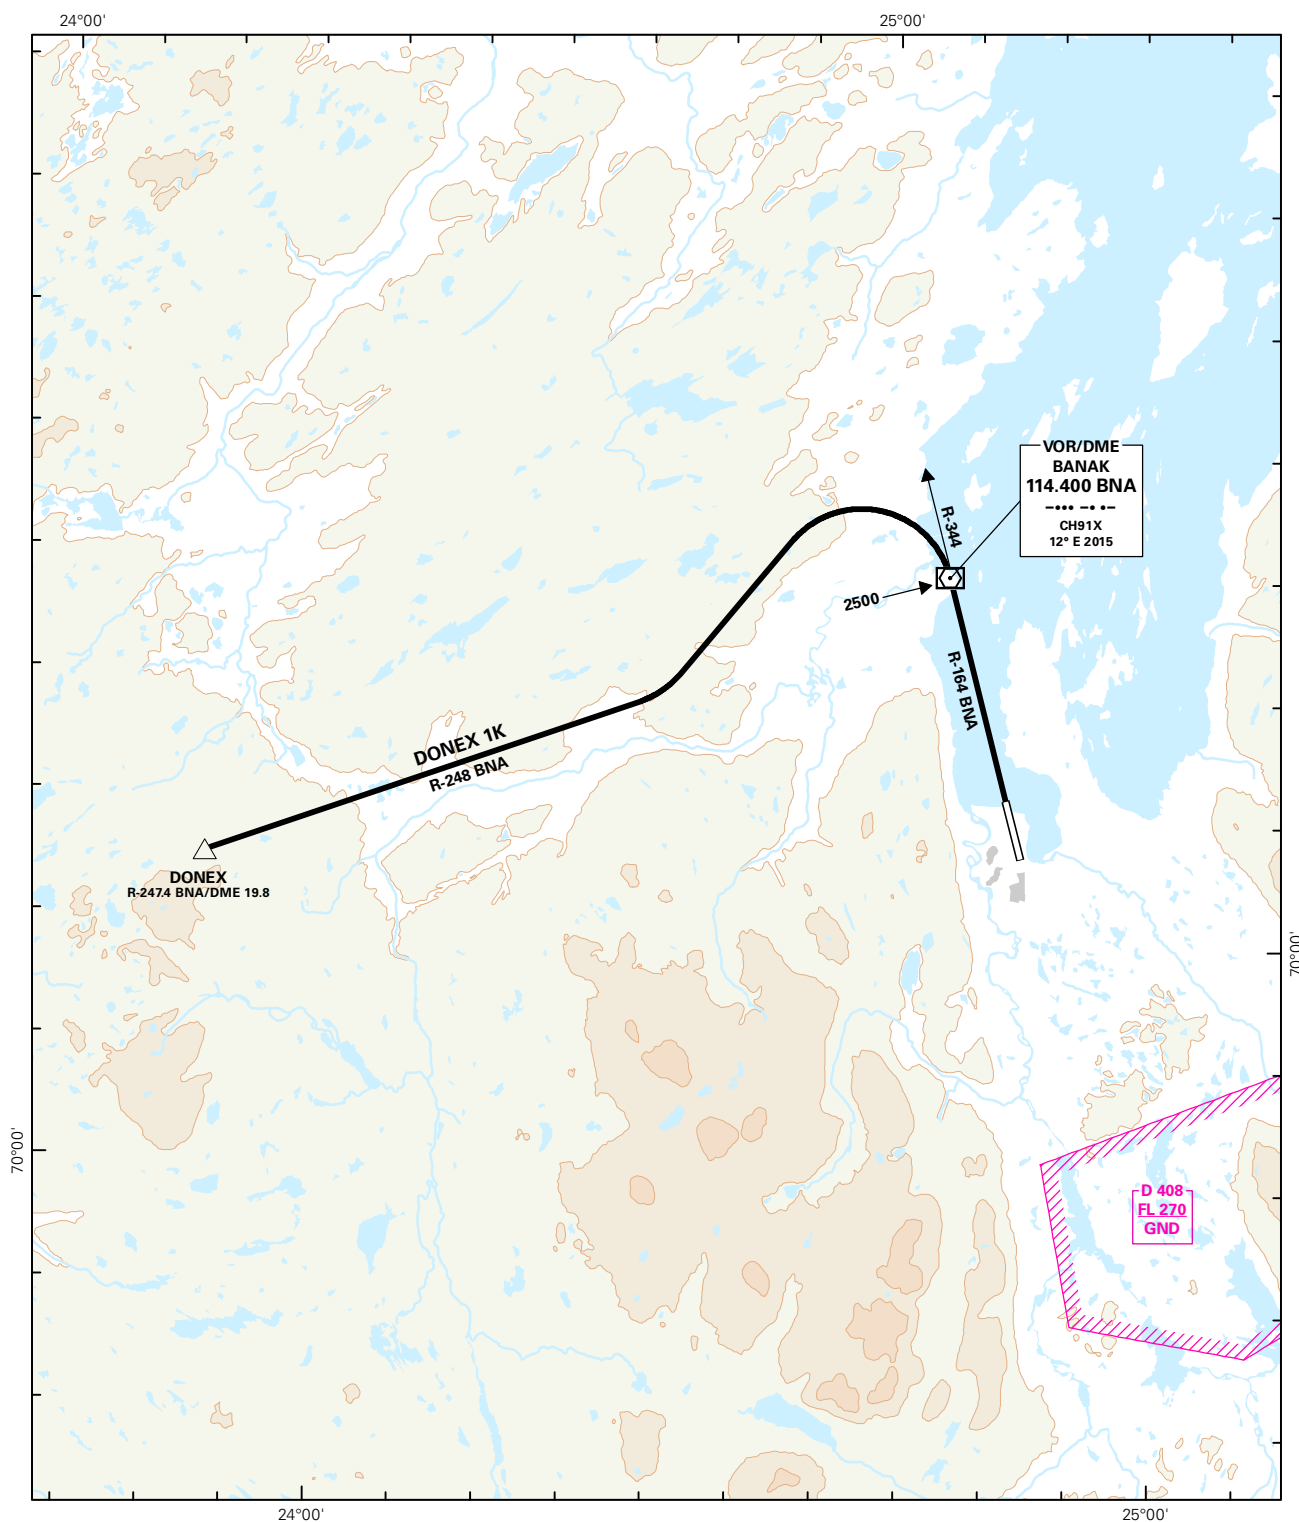 24°00'
25°00'
VOR/DME
BANAK
114.400 BNA
CH91X
12° E 2015
R-344
2500
R-164 BNA
DONEX 1K
R-248 BNA
DONEX
R-247.4 BNA/DME 19.8
70°00'
70°00'
D 408
FL 270
GND
24°00'
25°00'